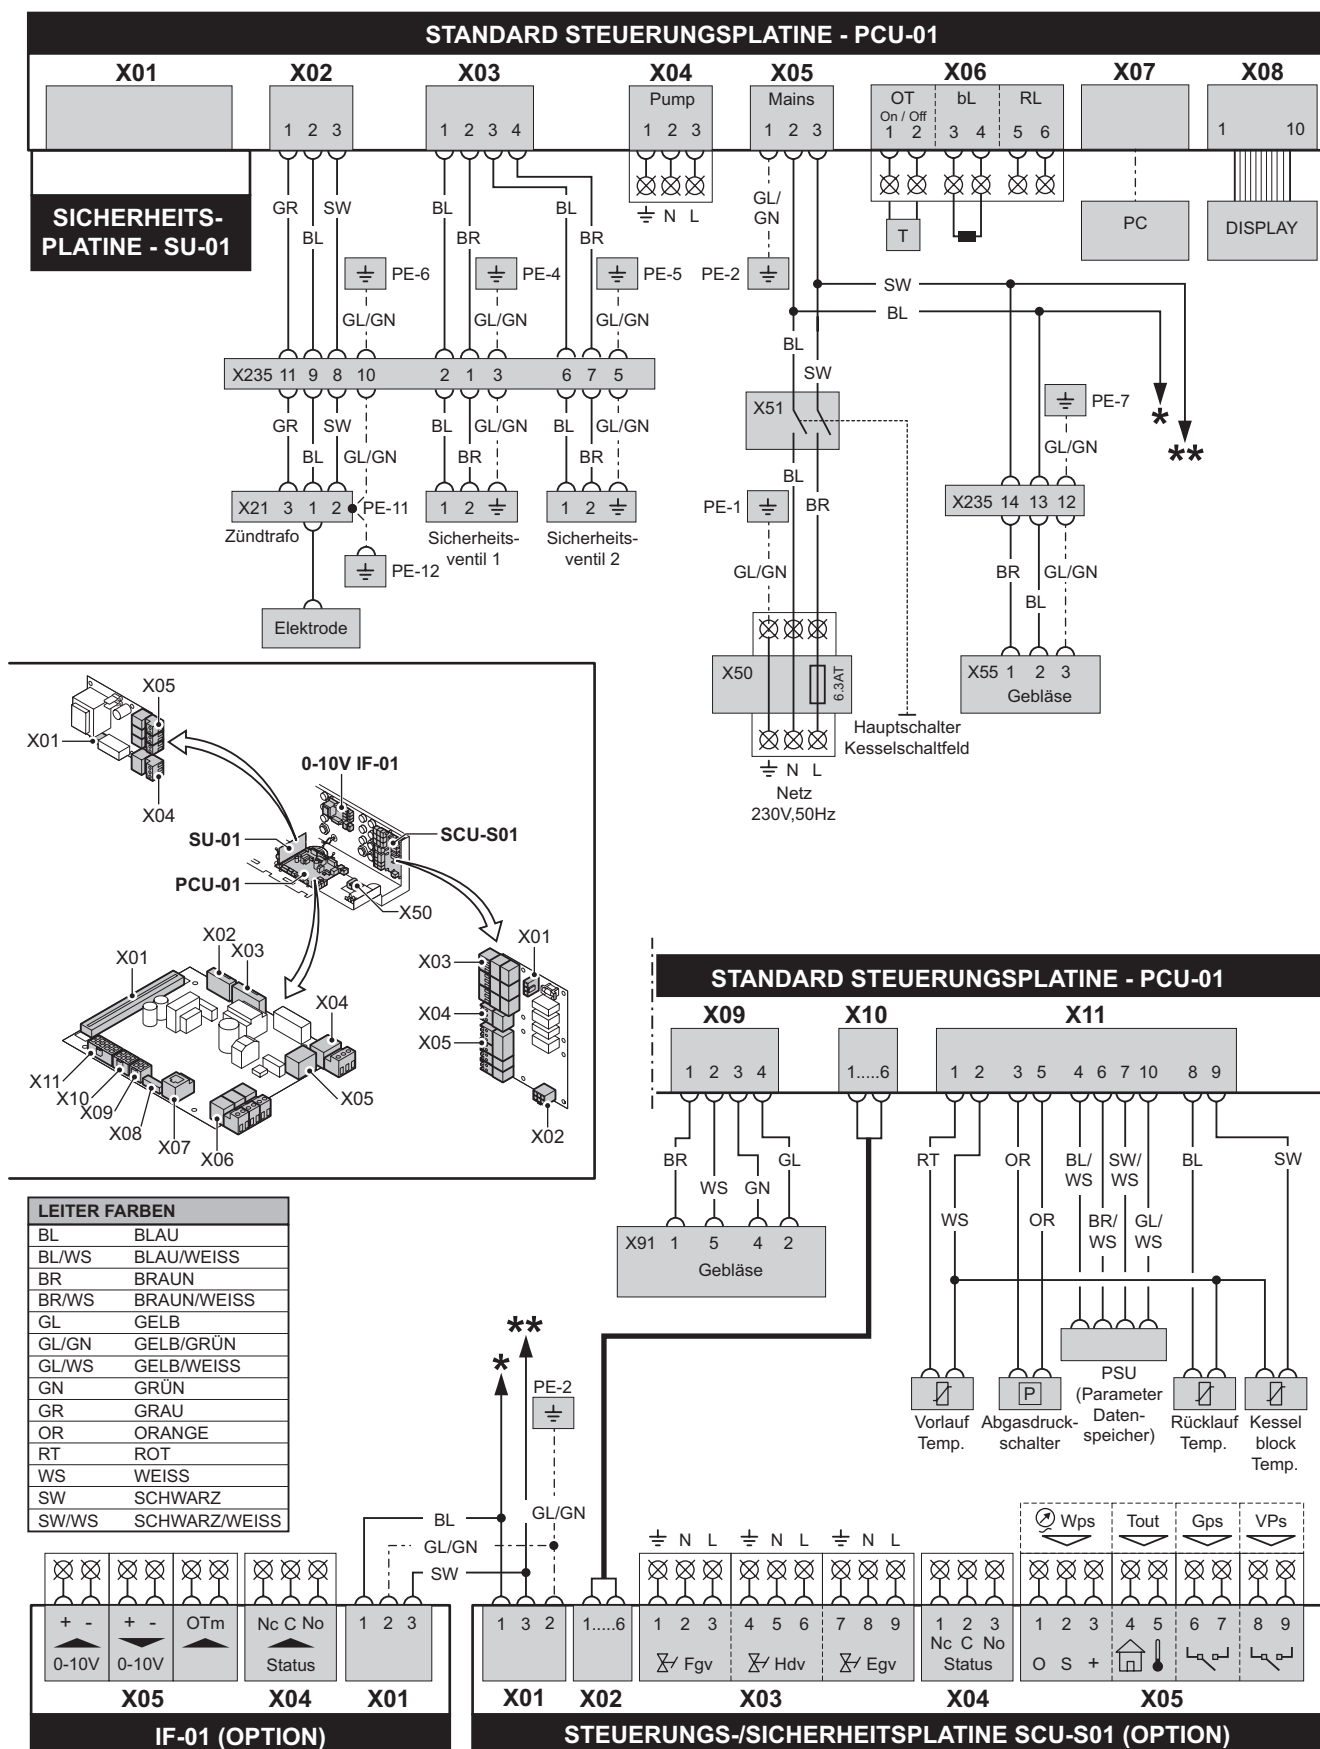 STANDARD STEUERUNGSPLATINE - PCU-01
X01 X02 X03 X04 X05 X06 X07 X08
Pump Mains OT bL RL
On / Off
1 2 3 1 2 3 4 1 2 3 1 2 3 1 2 3 4 5 6 1 10
SICHERHEITS-
PLATINE - SU-01
GR SW BL BL N L GL/
GN T PC DISPLAY
BL BR BR
PE-6 PE-4 PE-5 PE-2
SW
GL/GN GL/GN GL/GN
BL
BL
SW
X235 11 9 8 10 2 1 3 6 7 5
X51 PE-7
*
**
GR SW BL GL/GN BL GL/GN GL/GN
BL GL/GN BR BR
BL
X21 3 1 2 PE-11 1 2 1 2 PE-1 BR X235 14 13 12
Zündtrafo Sicherheits-
ventil 1
Sicherheits-
ventil 2
PE-12
GL/GN BR GL/GN
BL
Elektrode
X50 6.3AT X55 1 2 3
Gebläse
Hauptschalter
Kesselschaltfeld
N L
Netz
230V,50Hz
X05
X01
X04
0-10V IF-01
SU-01 SCU-S01
PCU-01
X50
X02 X03 X01
X01 X03
X04 X04
X05
X11
X10
X09
X08
X07
X06
X05
X02
STANDARD STEUERUNGSPLATINE - PCU-01
X09 X10 X11
1 2 3 4 1.....6 1 2 3 5 4 6 7 10 8 9
BR GL RT OR BL/
WS SW/
WS BL SW
WS GN WS OR BR/
WS GL/
WS
X91 1 5 4 2
Gebläse
PSU
(Parameter
Daten-
speicher)
Vorlauf
Temp.
Abgasdruck-
schalter
P
Rücklauf
Temp.
Kessel
block
Temp.
LEITER FARBEN
BL BLAU
BL/WS BLAU/WEISS
BR BRAUN
BR/WS BRAUN/WEISS
GL GELB
GL/GN GELB/GRÜN
GL/WS GELB/WEISS
GN GRÜN
GR GRAU
OR ORANGE
RT ROT
WS WEISS
SW SCHWARZ
SW/WS SCHWARZ/WEISS
**
*
PE-2
BL GL/GN
GL/GN
SW
N L N L N L
Wps Tout Gps VPs
+ - + - OTm Nc C No 1 2 3
0-10V 0-10V Status
X05 X04 X01
IF-01 (OPTION)
1 3 2 1.....6 1 2 3 4 5 6 7 8 9 1 2 3 1 2 3 4 5 6 7 8 9
Nc C No
Fgv Hdv Egv Status O S +
X01 X02 X03 X04 X05
STEUERUNGS-/SICHERHEITSPLATINE SCU-S01 (OPTION)